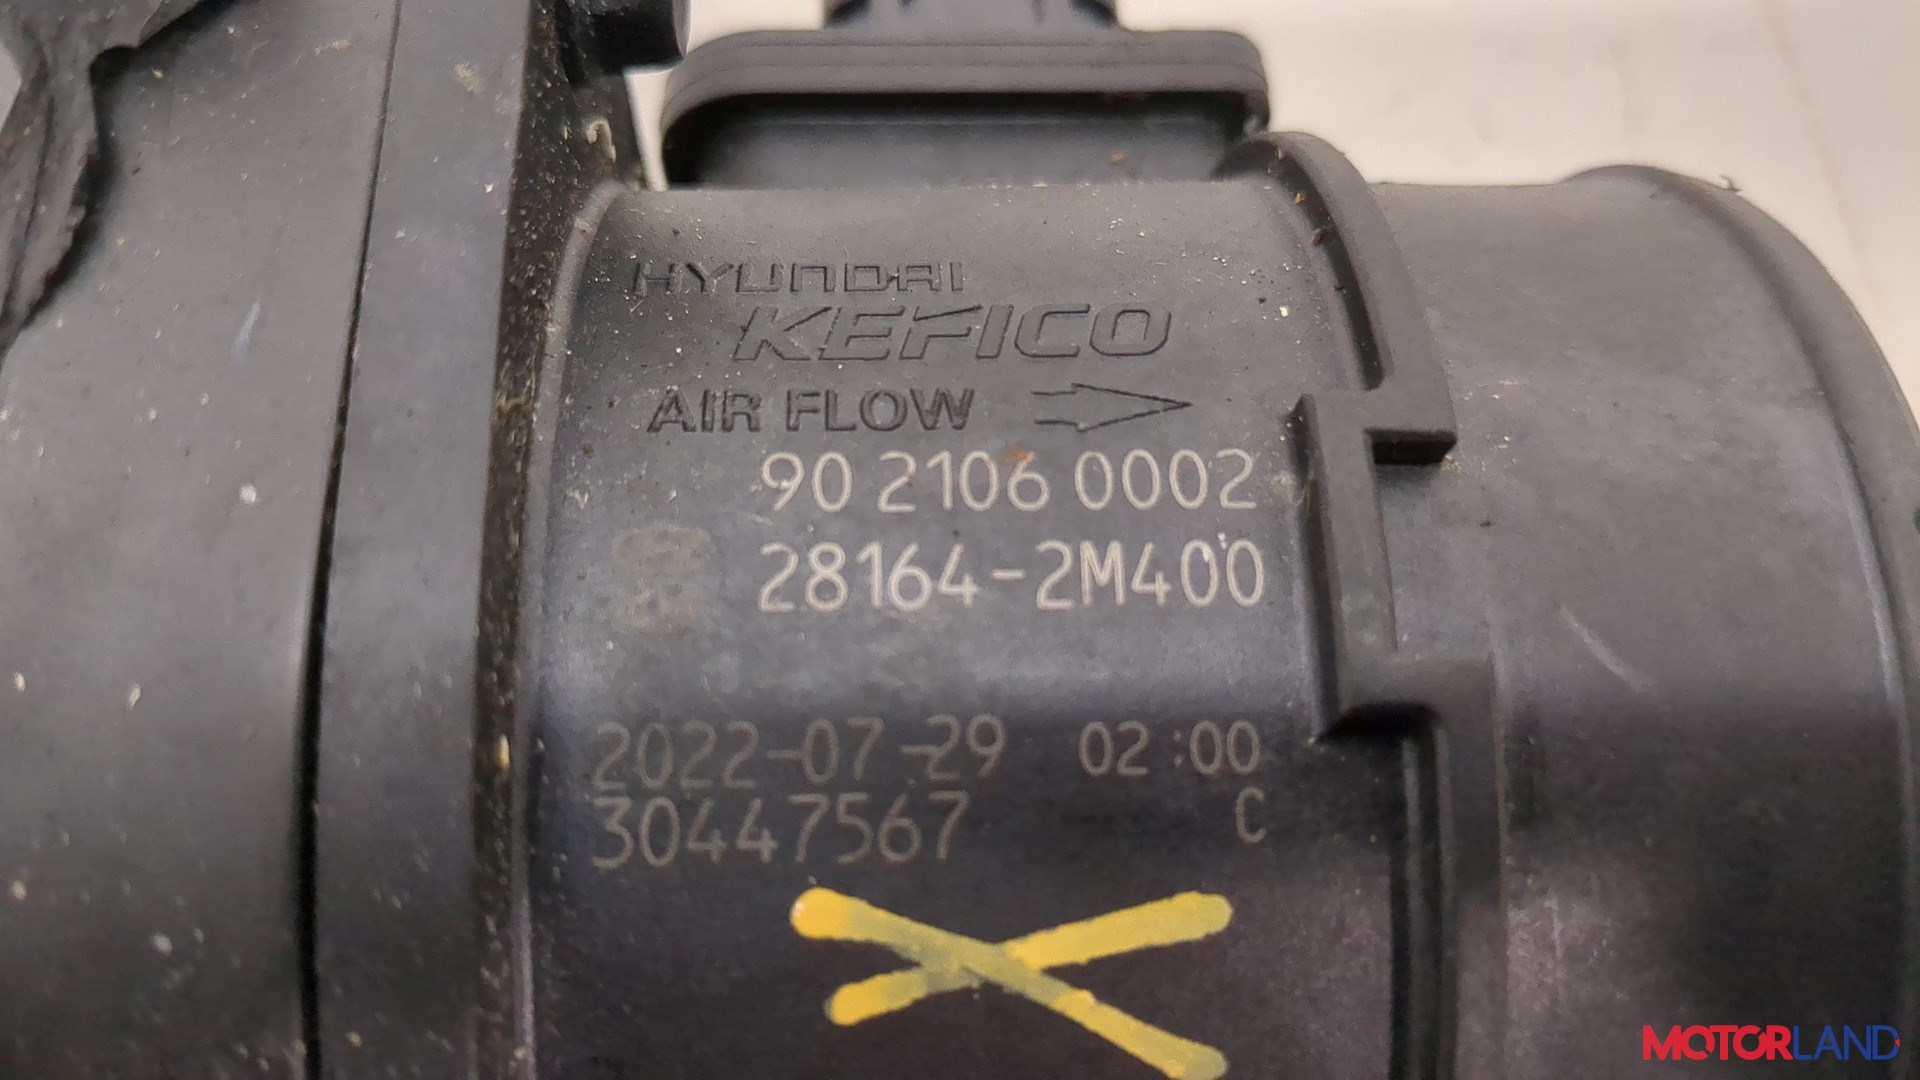 HYUNDAI
KEFICO
AIR FLOW
90 2106 0002
28164-2M400
2022-07-29 02:00
30447567 C
MOTORLAND